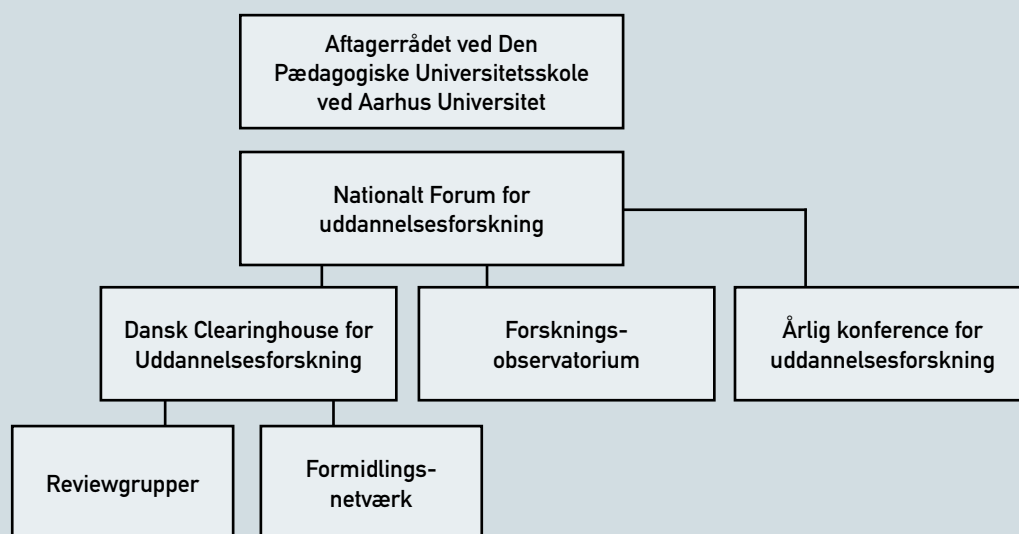 Aftagerrådet ved Den
Pædagogiske Universitetsskole
ved Aarhus Universitet
Nationalt Forum for
uddannelsesforskning
Dansk Clearinghouse for
Uddannelsesforskning
Forsknings-
observatorium
Årlig konference for
uddannelsesforskning
Reviewgrupper
Formidlings-
netværk